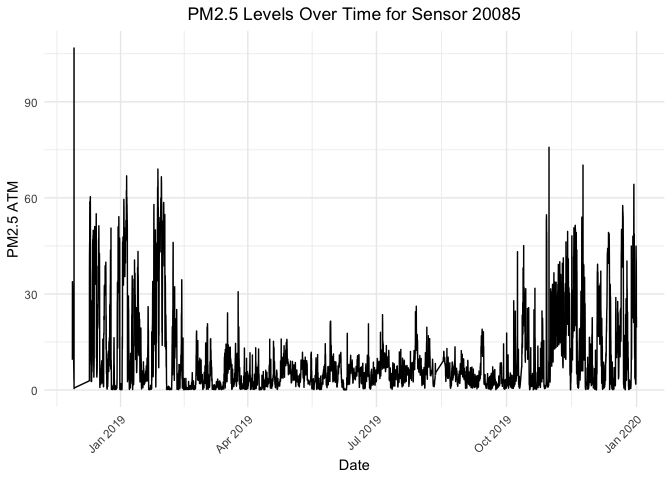 PM2.5 Levels Over Time for Sensor 20085
PM2.5 ATM
90
60
30
0
Jan 2019
Apr 2019
Jul 2019
Oct 2019
Jan 2020
Date